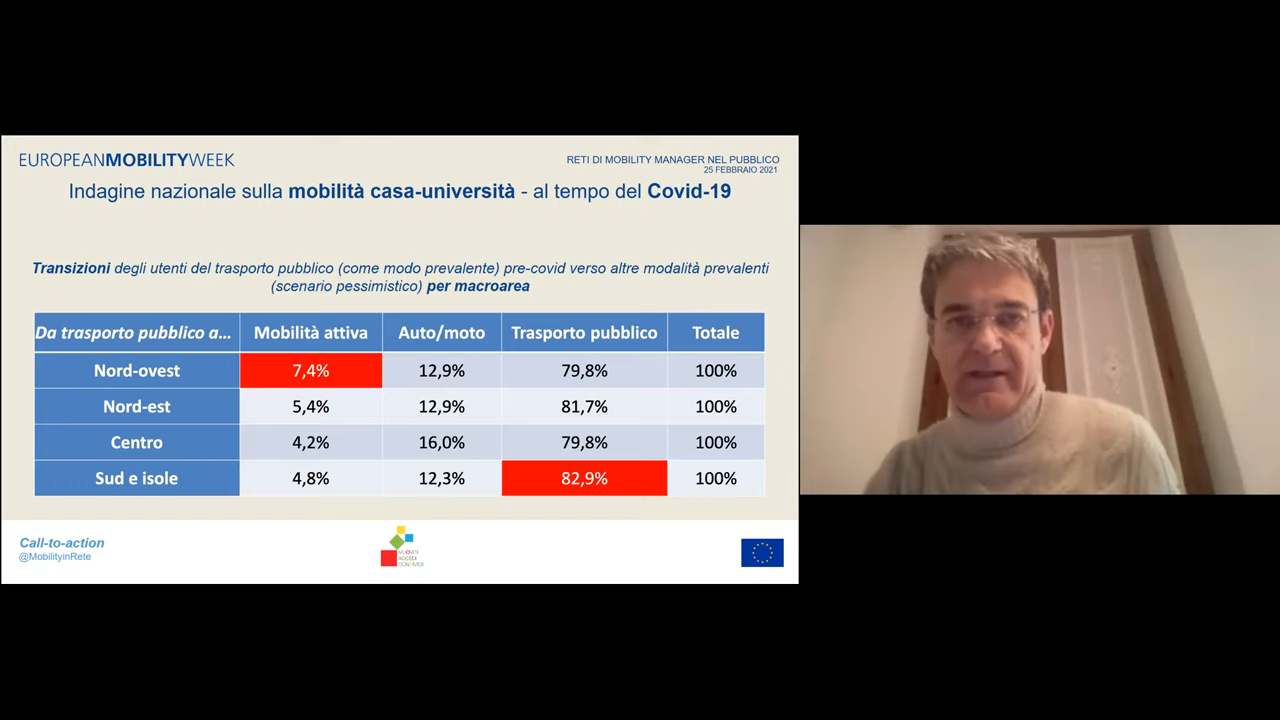 EUROPEANMOBILITYWEEK
RETI DI MOBILITY MANAGER NEL PUBBLICO
25 FEBBRAIO 2021
Indagine nazionale sulla mobilità casa-università - al tempo del Covid-19
Transizioni degli utenti del trasporto pubblico (come modo prevalente) pre-covid verso altre modalità prevalenti
(scenario pessimistico) per macroarea
Da trasporto pubblico a... Mobilità attiva Auto/moto Trasporto pubblico Totale
Nord-ovest 7,4% 12,9% 79,8% 100%
Nord-est 5,4% 12,9% 81,7% 100%
Centro 4,2% 16,0% 79,8% 100%
Sud e isole 4,8% 12,3% 82,9% 100%
Call-to-action
@MobilityinRete
MUOVITI
ACCEDI
CONDIVIDI